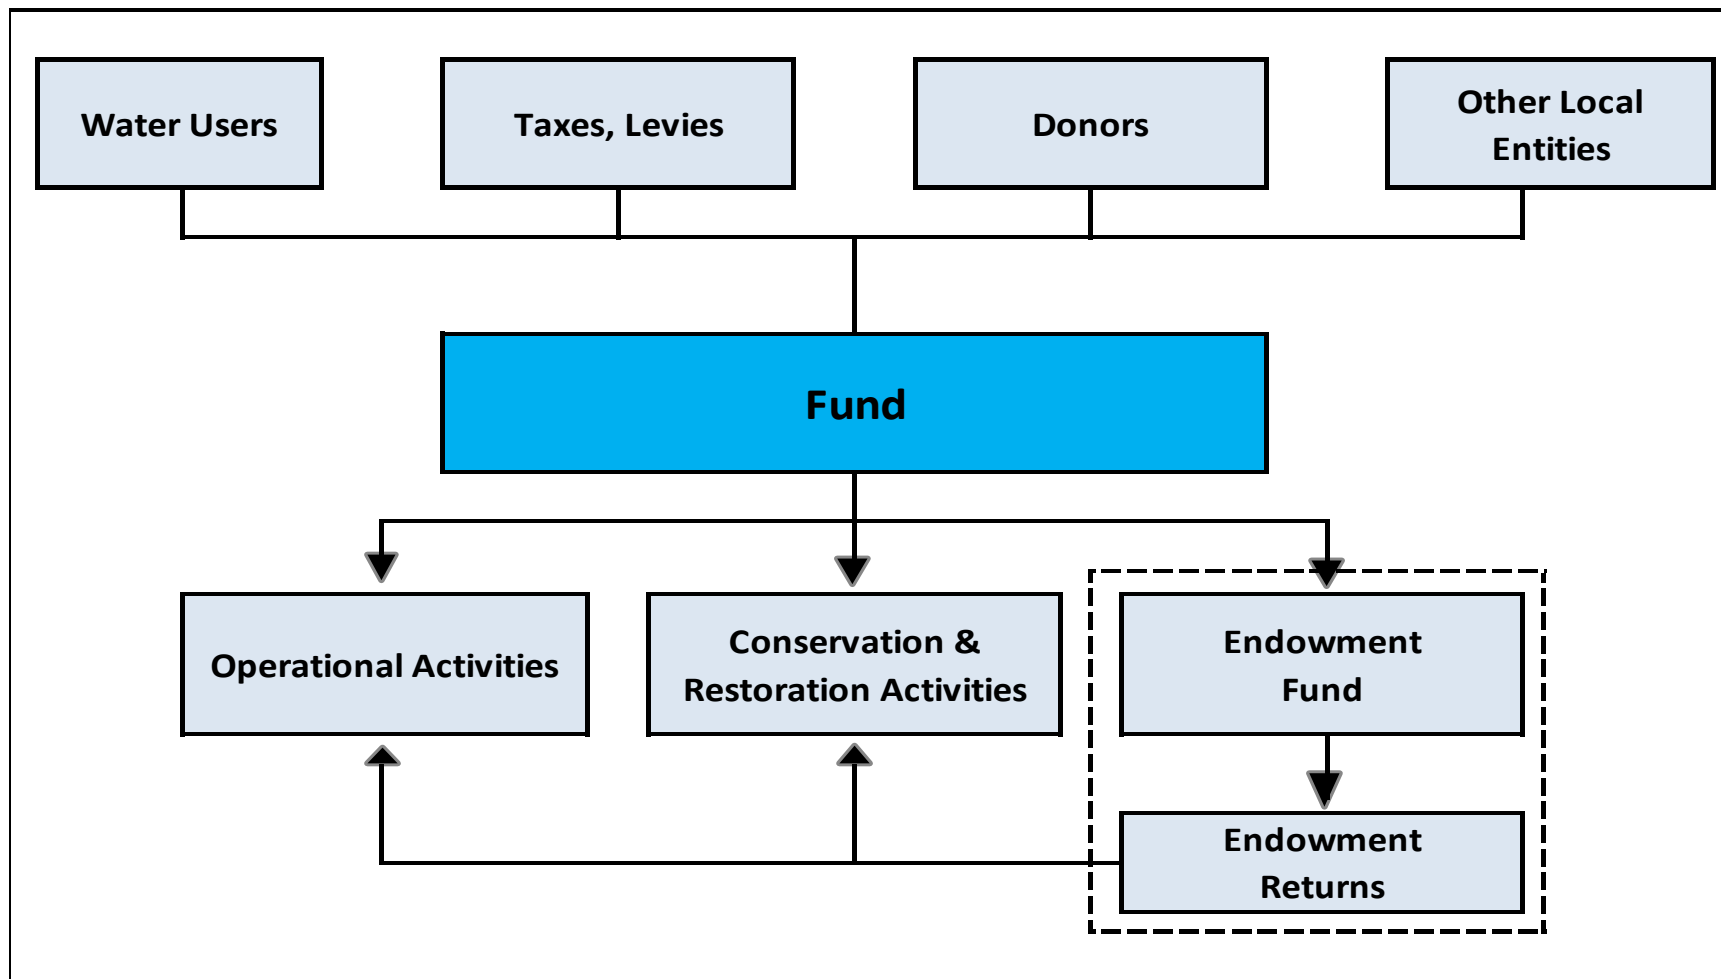 Water Users
Taxes, Levies
Donors
Other Local
Entities
Fund
Operational Activities
Conservation &
Restoration Activities
Endowment
Fund
Endowment
Returns